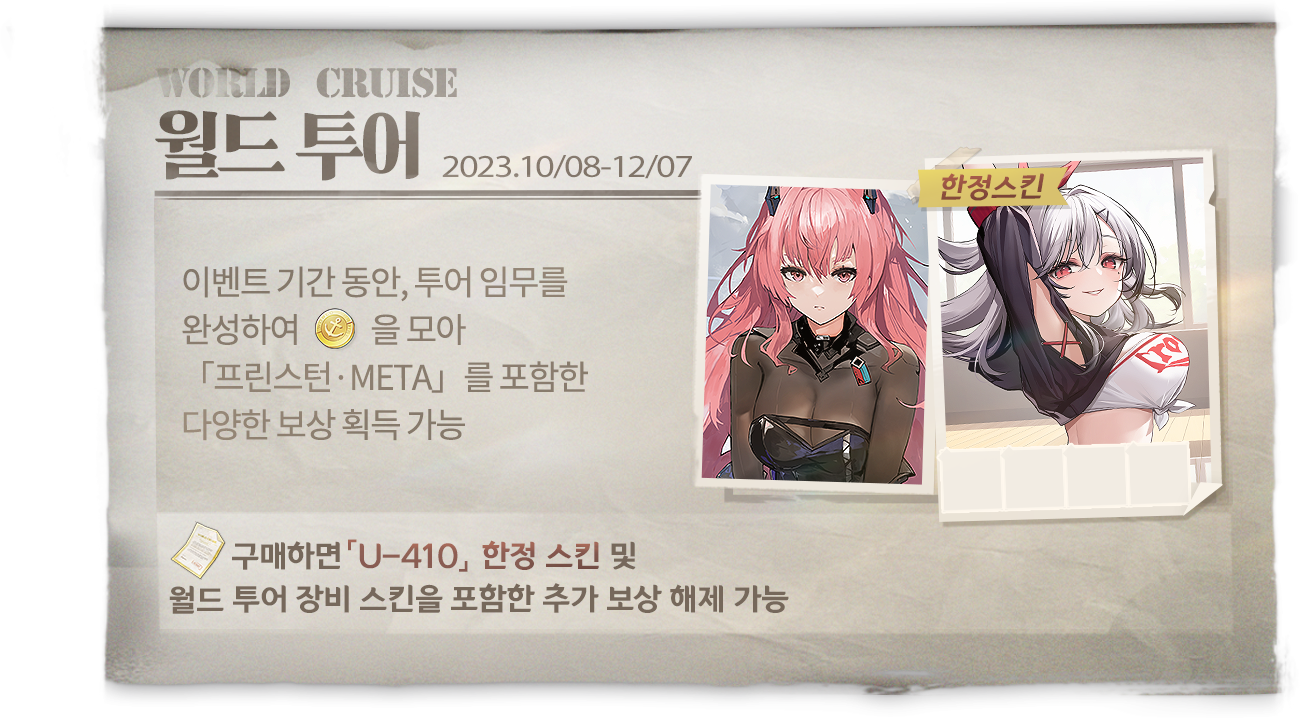 WORLD CRUISE
월드 투어 2023.10/08-12/07
이벤트 기간 동안, 투어 임무를
완성하여 을 모아
「프린스턴·META」를 포함한
다양한 보상 획득 가능
한정스킨
구매하면 「U-410」 한정 스킨 및
월드 투어 장비 스킨을 포함한 추가 보상 해제 가능